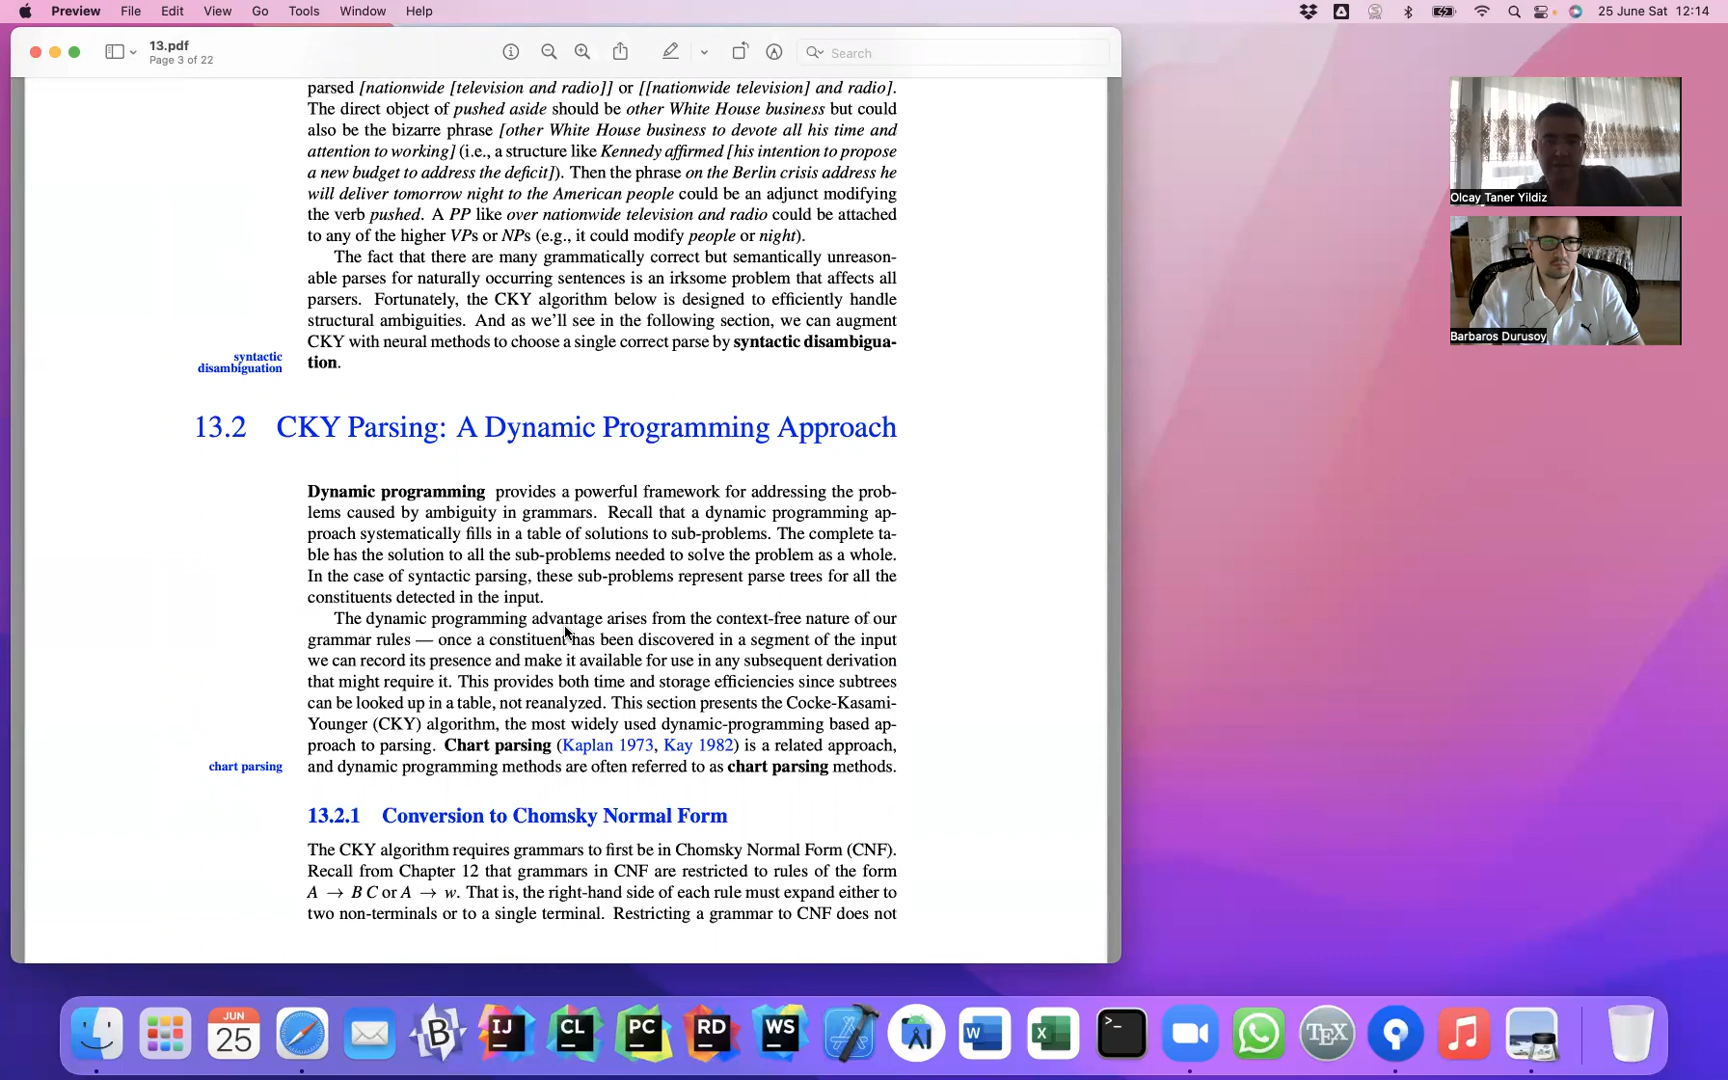 Preview File Edit View Go Tools Window Help 25 June Sat 12:14
13.pdf
Page 3 of 22
Search
parsed [nationwide [television and radio]] or [[nationwide television] and radio].
The direct object of pushed aside should be other White House business but could
also be the bizarre phrase [other White House business to devote all his time and
attention to working] (i.e., a structure like Kennedy affirmed [his intention to propose
a new budget to address the deficit]). Then the phrase on the Berlin crisis address he
will deliver tomorrow night to the American people could be an adjunct modifying
the verb pushed. A PP like over nationwide television and radio could be attached
to any of the higher VPs or NPs (e.g., it could modify people or night).
The fact that there are many grammatically correct but semantically unreason-
able parses for naturally occurring sentences is an irksome problem that affects all
parsers. Fortunately, the CKY algorithm below is designed to efficiently handle
structural ambiguities. And as we'll see in the following section, we can augment
CKY with neural methods to choose a single correct parse by syntactic disambigua-
tion.
syntactic
disambiguation
13.2 CKY Parsing: A Dynamic Programming Approach
Dynamic programming provides a powerful framework for addressing the prob-
lems caused by ambiguity in grammars. Recall that a dynamic programming ap-
proach systematically fills in a table of solutions to sub-problems. The complete ta-
ble has the solution to all the sub-problems needed to solve the problem as a whole.
In the case of syntactic parsing, these sub-problems represent parse trees for all the
constituents detected in the input.
The dynamic programming advantage arises from the context-free nature of our
grammar rules — once a constituent has been discovered in a segment of the input
we can record its presence and make it available for use in any subsequent derivation
that might require it. This provides both time and storage efficiencies since subtrees
can be looked up in a table, not reanalyzed. This section presents the Cocke-Kasami-
Younger (CKY) algorithm, the most widely used dynamic-programming based ap-
proach to parsing. Chart parsing (Kaplan 1973, Kay 1982) is a related approach,
chart parsing
and dynamic programming methods are often referred to as chart parsing methods.
13.2.1 Conversion to Chomsky Normal Form
The CKY algorithm requires grammars to first be in Chomsky Normal Form (CNF).
Recall from Chapter 12 that grammars in CNF are restricted to rules of the form
A → B C or A → w. That is, the right-hand side of each rule must expand either to
two non-terminals or to a single terminal. Restricting a grammar to CNF does not
Olcay Taner Yildiz
Barbaros Durusoy
JUN
25
B
IJ
CL
PC
RD
WS
W
X
>_
TEX